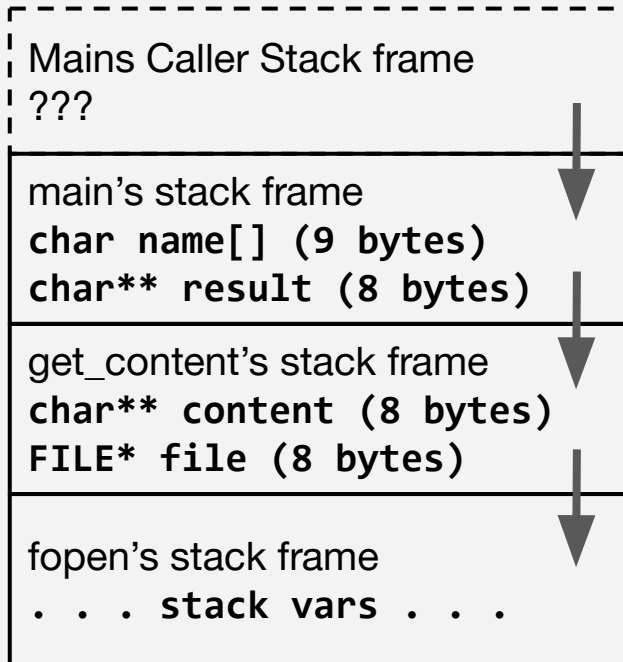 Mains Caller Stack frame
???
main’s stack frame
char name[] (9 bytes)
char** result (8 bytes)
get_content’s stack frame
char** content (8 bytes)
FILE* file (8 bytes)
fopen’s stack frame
. . . stack vars . . .